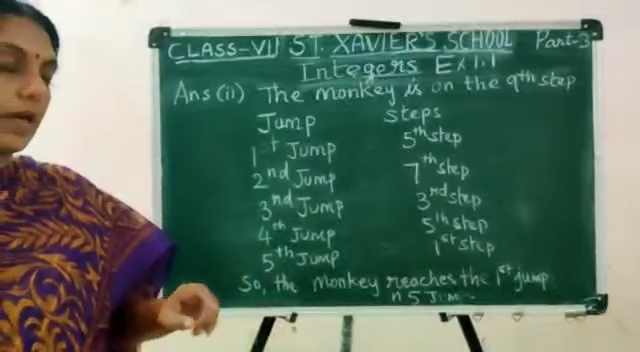 CLASS-VI ST. XAVIER'S SCHOOL Part-3
Integers Ex 1.1
Ans (ii) The monkey is on the 9th step
Jump Steps
1st Jump 5th step
2nd Jump 7th step
3rd Jump 3rd step
4th Jump 5th step
5th Jump 1st step
So, the Monkey reaches the 1st jump
n 5 Jum